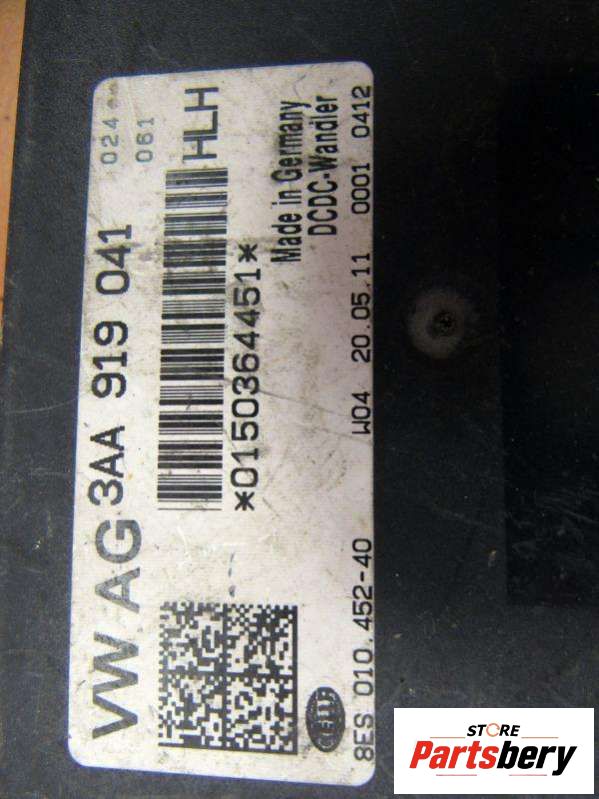 VW AG 3AA 919 041
024
061
HLH
*0150364451*
Made in Germany
DCDC-Wandler
8ES 010.452-40 W04 20.05.11 0001 0412
STORE
Partsbery